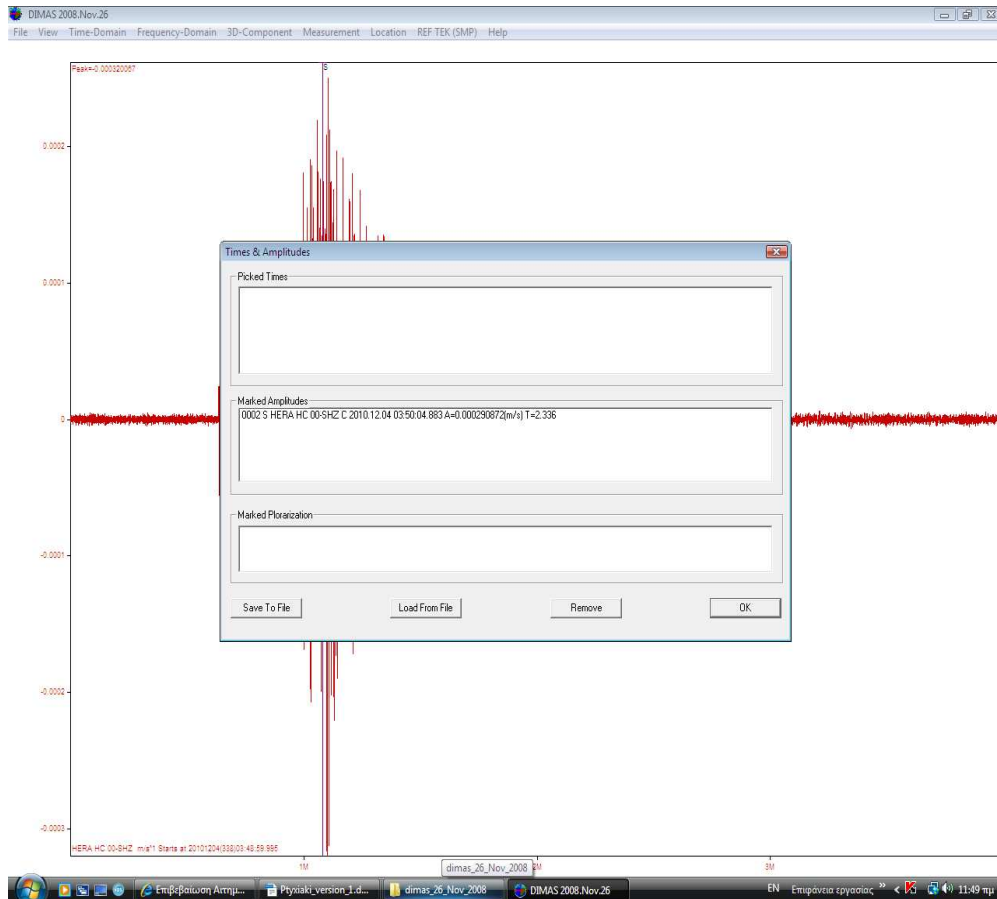 DIMAS 2008.Nov.26
File View Time-Domain Frequency-Domain 3D-Component Measurement Location REF TEK (SMP) Help
Peak=-0.000320067
S
0.0002
0.0001
0
-0.0001
-0.0002
-0.0003
Times & Amplitudes
Picked Times
Marked Amplitudes
0002 S HERA HC 00-SHZ C 2010.12.04 03:50:04.883 A=0.000290872(m/s) T=2.336
Marked Plorarization
Save To File Load From File Remove OK
HERA HC 00-SHZ m/s*1 Starts at 20101204(338)03:48:59.995
1M 2M 3M
dimas_26_Nov_2008
Επιβεβαίωση Αιτημ... Ptyxiaki_version_1.d... dimas_26_Nov_2008 DIMAS 2008.Nov.26 EN Επιφάνεια εργασίας 11:49 πμ